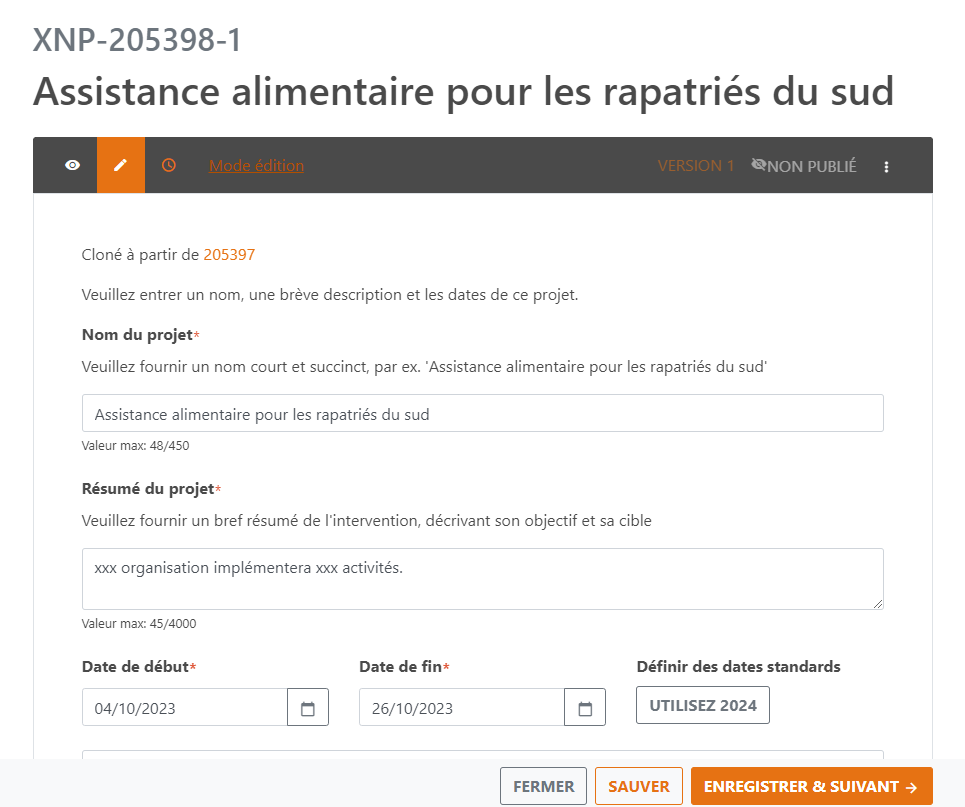 XNP-205398-1
Assistance alimentaire pour les rapatriés du sud
Mode édition VERSION 1 NON PUBLIÉ
Cloné à partir de 205397
Veuillez entrer un nom, une brève description et les dates de ce projet.
Nom du projet*
Veuillez fournir un nom court et succinct, par ex. 'Assistance alimentaire pour les rapatriés du sud'
Assistance alimentaire pour les rapatriés du sud
Valeur max: 48/450
Résumé du projet*
Veuillez fournir un bref résumé de l'intervention, décrivant son objectif et sa cible
xxx organisation implémentera xxx activités.
Valeur max: 45/4000
Date de début* Date de fin* Définir des dates standards
04/10/2023 26/10/2023 UTILISEZ 2024
FERMER SAUVER ENREGISTRER & SUIVANT →